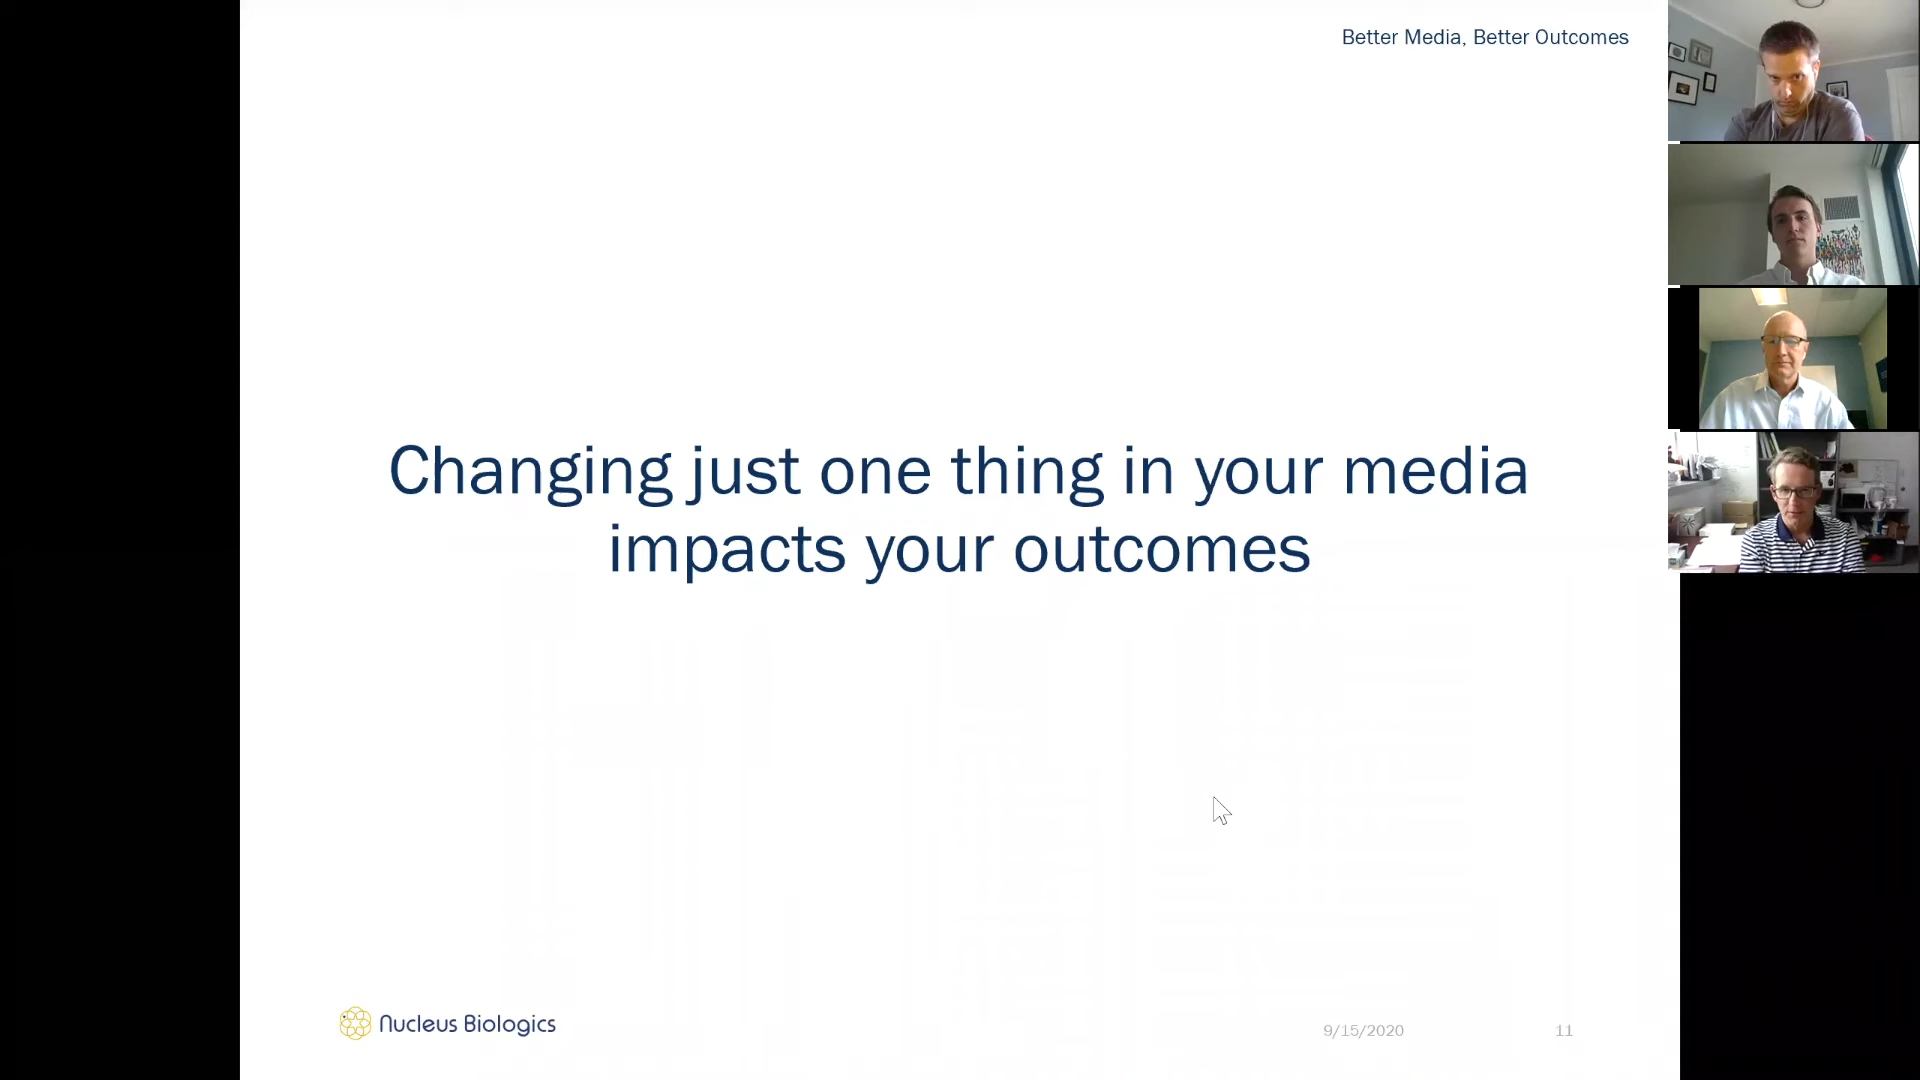 Better Media, Better Outcomes
Changing just one thing in your media
impacts your outcomes
Nucleus Biologics
9/15/2020
11